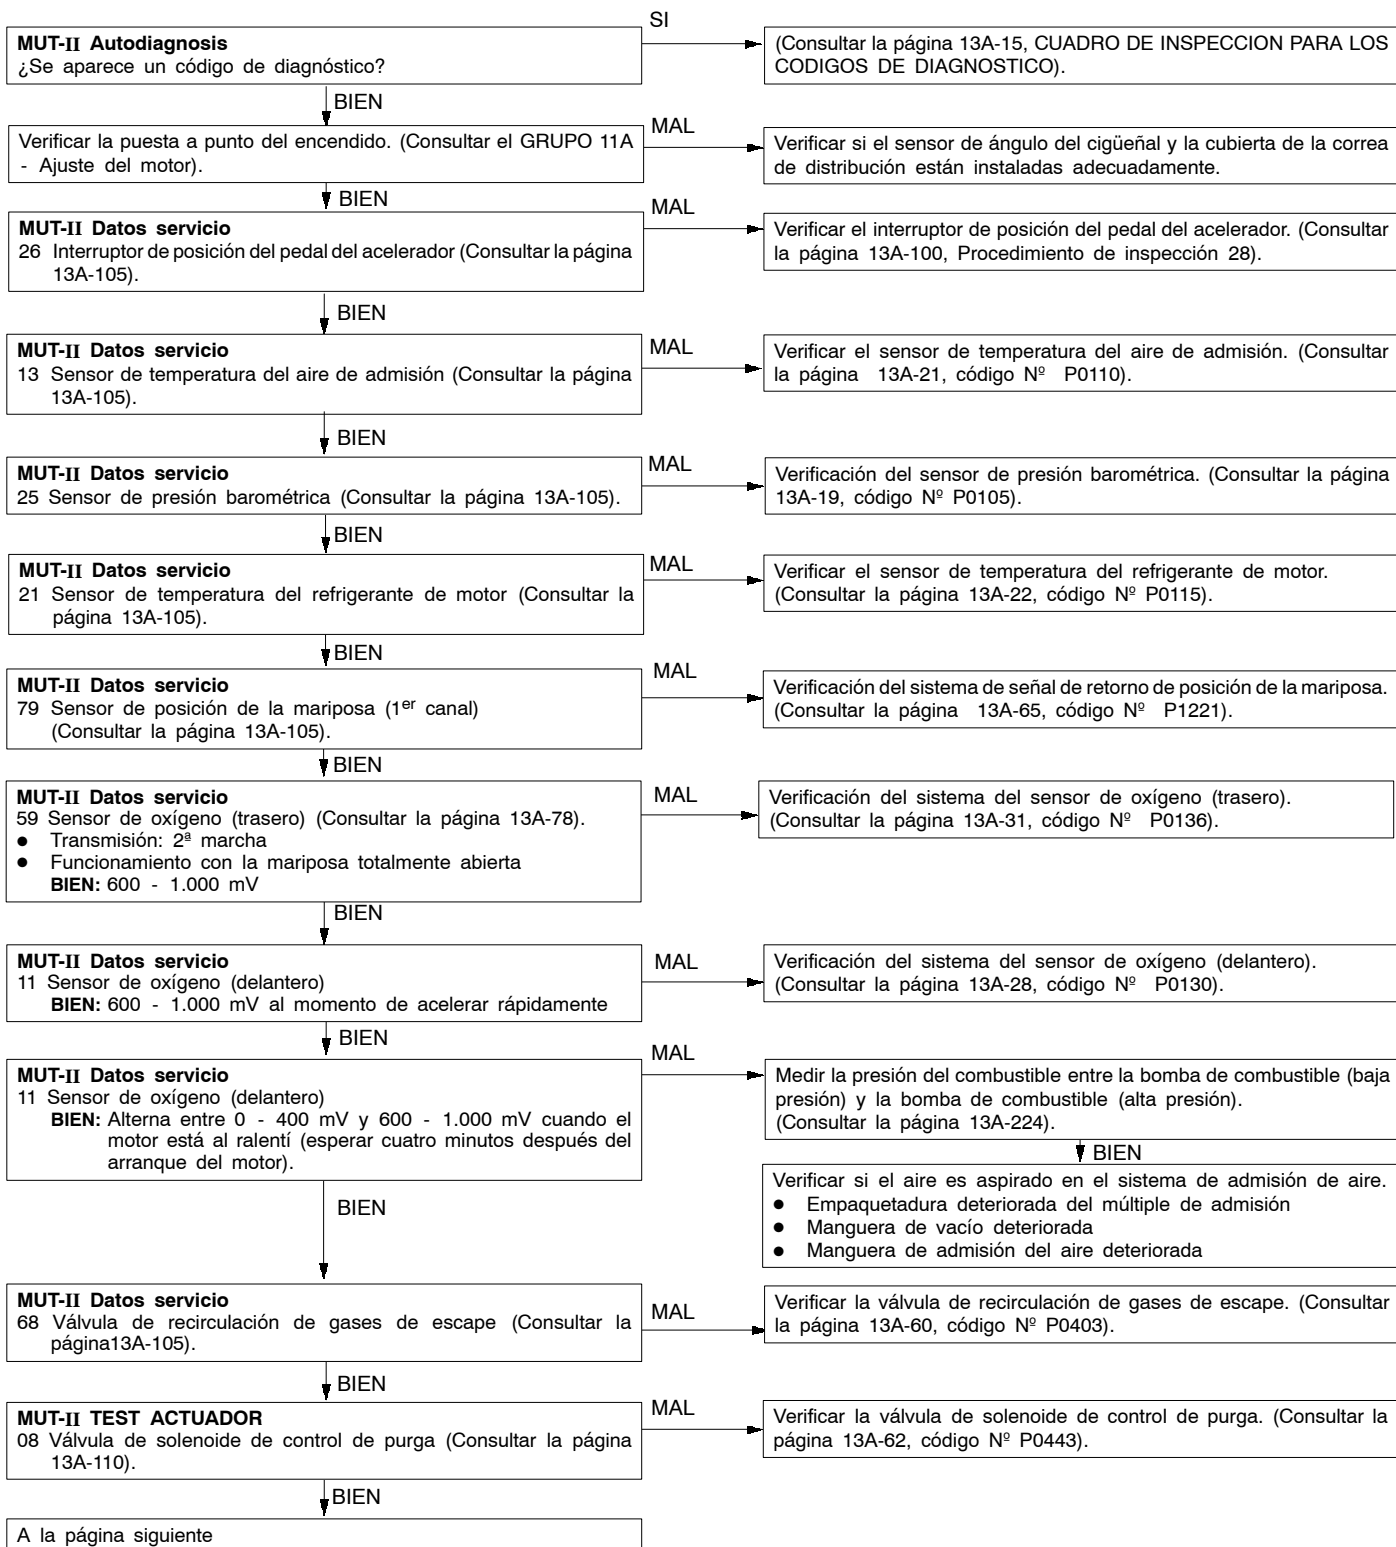 SI
MUT-II Autodiagnosis
¿Se aparece un código de diagnóstico?
(Consultar la página 13A-15, CUADRO DE INSPECCION PARA LOS
CODIGOS DE DIAGNOSTICO).
BIEN
Verificar la puesta a punto del encendido. (Consultar el GRUPO 11A
- Ajuste del motor).
MAL
Verificar si el sensor de ángulo del cigüeñal y la cubierta de la correa
de distribución están instaladas adecuadamente.
BIEN
MUT-II Datos servicio
26 Interruptor de posición del pedal del acelerador (Consultar la página
13A-105).
MAL
Verificar el interruptor de posición del pedal del acelerador. (Consultar
la página 13A-100, Procedimiento de inspección 28).
BIEN
MUT-II Datos servicio
13 Sensor de temperatura del aire de admisión (Consultar la página
13A-105).
MAL
Verificar el sensor de temperatura del aire de admisión. (Consultar
la página 13A-21, código Nº P0110).
BIEN
MUT-II Datos servicio
25 Sensor de presión barométrica (Consultar la página 13A-105).
MAL
Verificación del sensor de presión barométrica. (Consultar la página
13A-19, código Nº P0105).
BIEN
MUT-II Datos servicio
21 Sensor de temperatura del refrigerante de motor (Consultar la
página 13A-105).
MAL
Verificar el sensor de temperatura del refrigerante de motor.
(Consultar la página 13A-22, código Nº P0115).
BIEN
MUT-II Datos servicio
79 Sensor de posición de la mariposa (1er canal)
(Consultar la página 13A-105).
MAL
Verificación del sistema de señal de retorno de posición de la mariposa.
(Consultar la página 13A-65, código Nº P1221).
BIEN
MUT-II Datos servicio
59 Sensor de oxígeno (trasero) (Consultar la página 13A-78).
● Transmisión: 2ª marcha
● Funcionamiento con la mariposa totalmente abierta
BIEN: 600 - 1.000 mV
MAL
Verificación del sistema del sensor de oxígeno (trasero).
(Consultar la página 13A-31, código Nº P0136).
BIEN
MUT-II Datos servicio
11 Sensor de oxígeno (delantero)
BIEN: 600 - 1.000 mV al momento de acelerar rápidamente
MAL
Verificación del sistema del sensor de oxígeno (delantero).
(Consultar la página 13A-28, código Nº P0130).
BIEN
MUT-II Datos servicio
11 Sensor de oxígeno (delantero)
BIEN: Alterna entre 0 - 400 mV y 600 - 1.000 mV cuando el
motor está al ralentí (esperar cuatro minutos después del
arranque del motor).
MAL
Medir la presión del combustible entre la bomba de combustible (baja
presión) y la bomba de combustible (alta presión).
(Consultar la página 13A-224).
BIEN
Verificar si el aire es aspirado en el sistema de admisión de aire.
● Empaquetadura deteriorada del múltiple de admisión
● Manguera de vacío deteriorada
● Manguera de admisión del aire deteriorada
BIEN
MUT-II Datos servicio
68 Válvula de recirculación de gases de escape (Consultar la
página13A-105).
MAL
Verificar la válvula de recirculación de gases de escape. (Consultar
la página 13A-60, código Nº P0403).
BIEN
MUT-II TEST ACTUADOR
08 Válvula de solenoide de control de purga (Consultar la página
13A-110).
MAL
Verificar la válvula de solenoide de control de purga. (Consultar la
página 13A-62, código Nº P0443).
BIEN
A la página siguiente